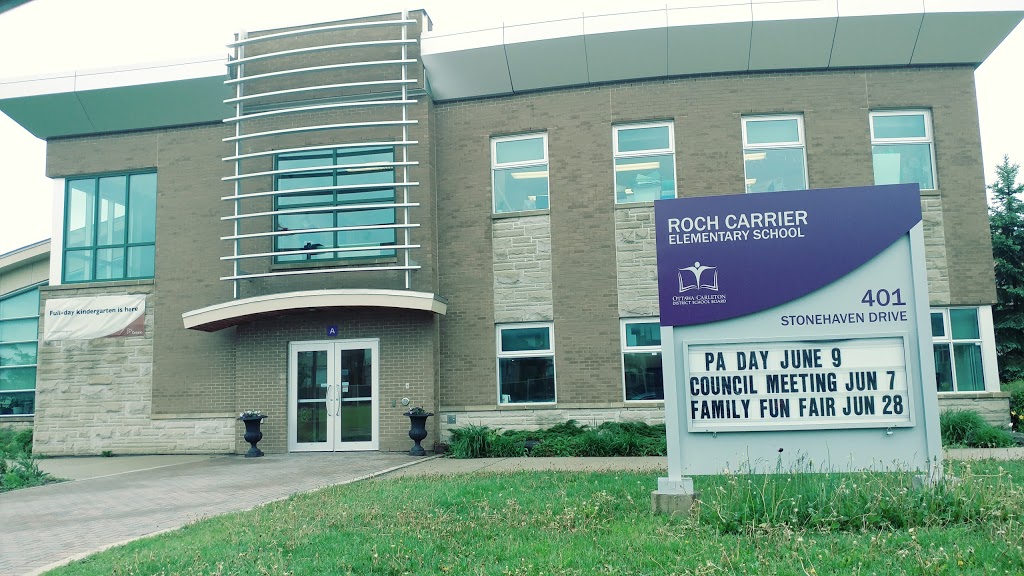 Full-day kindergarten is here
A
ROCH CARRIER
ELEMENTARY SCHOOL
OTTAWA CARLETON
DISTRICT SCHOOL BOARD
401
STONEHAVEN DRIVE
PA DAY JUNE 9
COUNCIL MEETING JUN 7
FAMILY FUN FAIR JUN 28